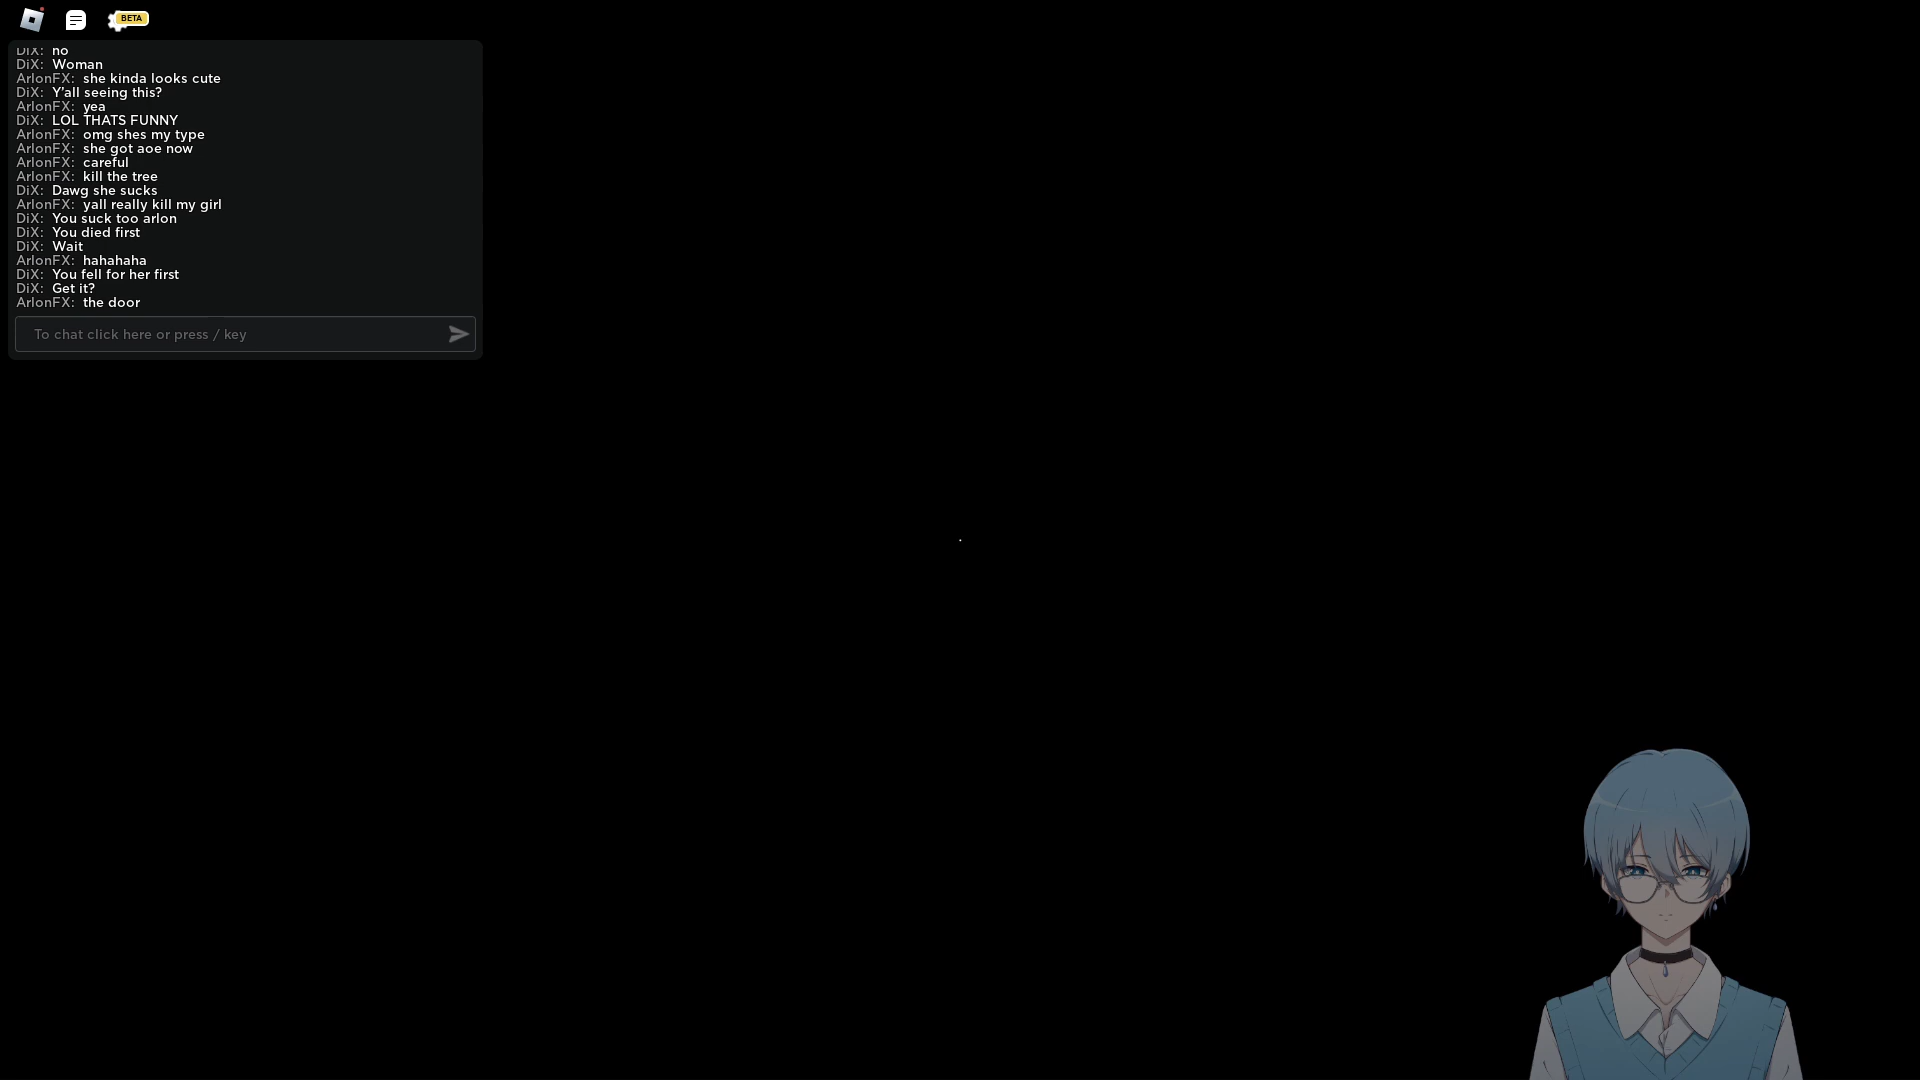 BETA
DiX: no
DiX: Woman
ArlonFX: she kinda looks cute
DiX: Y'all seeing this?
ArlonFX: yea
DiX: LOL THATS FUNNY
ArlonFX: omg shes my type
ArlonFX: she got aoe now
ArlonFX: careful
ArlonFX: kill the tree
DiX: Dawg she sucks
ArlonFX: yall really kill my girl
DiX: You suck too arlon
DiX: You died first
DiX: Wait
ArlonFX: hahahaha
DiX: You fell for her first
DiX: Get it?
ArlonFX: the door
To chat click here or press / key